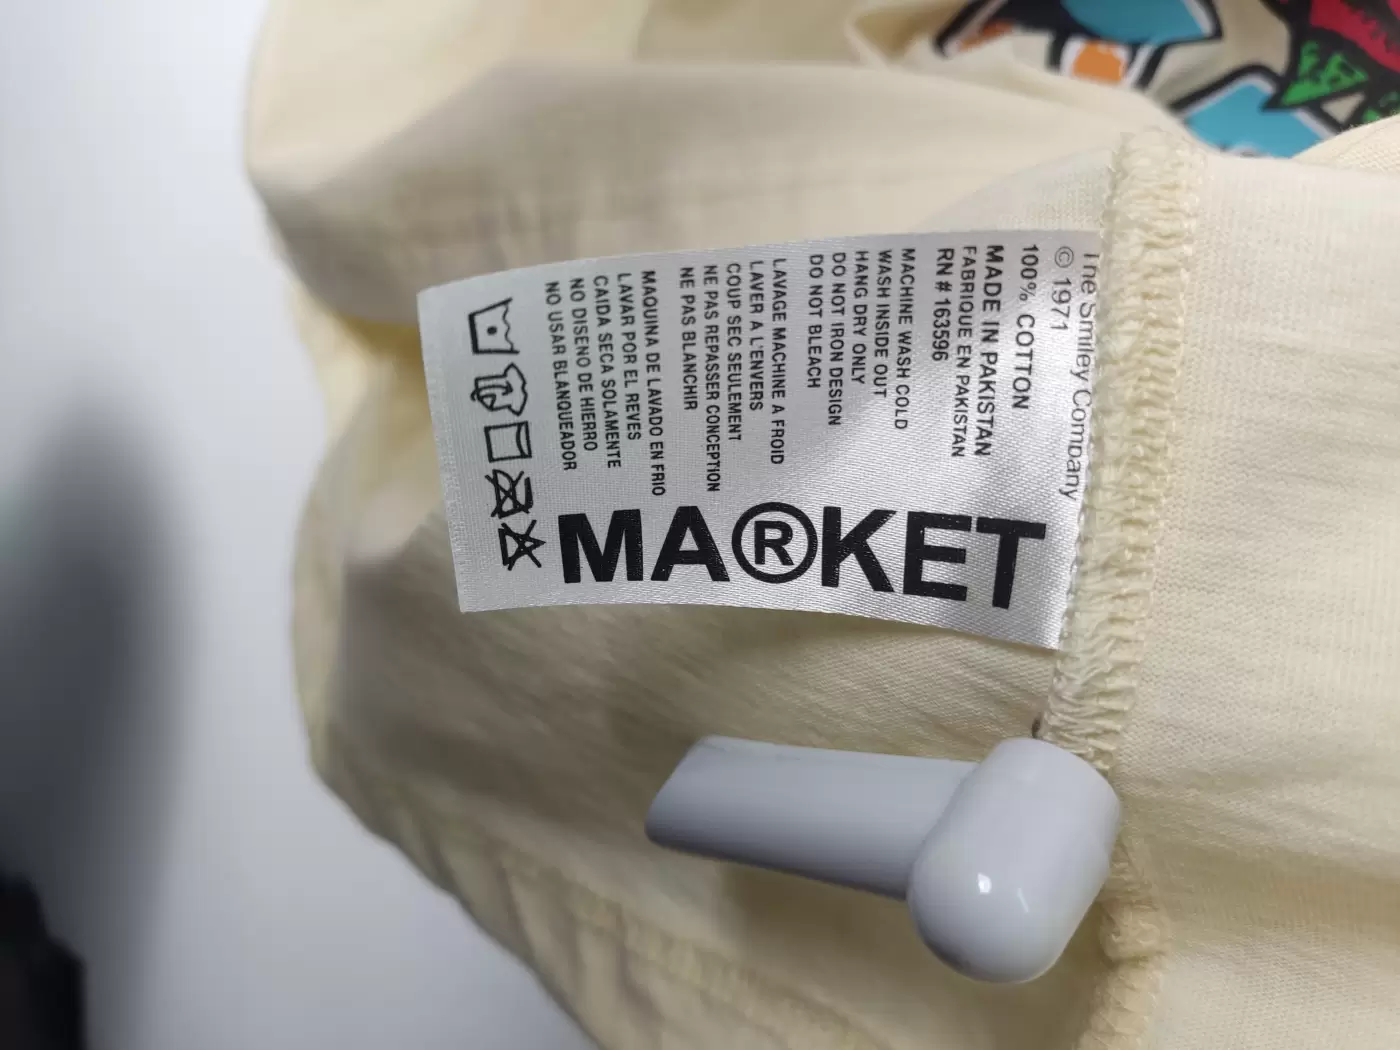 The Smiley Company
© 1971
100% COTTON
MADE IN PAKISTAN
FABRIQUE EN PAKISTAN
RN # 163596
MACHINE WASH COLD
WASH INSIDE OUT
HANG DRY ONLY
DO NOT IRON DESIGN
DO NOT BLEACH
LAVAGE MACHINE A FROID
LAVER A L'ENVERS
COUP SEC SEULEMENT
NE PAS REPASSER CONCEPTION
NE PAS BLANCHIR
MAQUINA DE LAVADO EN FRIO
LAVAR POR EL REVES
CAIDA SECA SOLAMENTE
NO DISENO DE HIERRO
NO USAR BLANQUEADOR
MA®KET